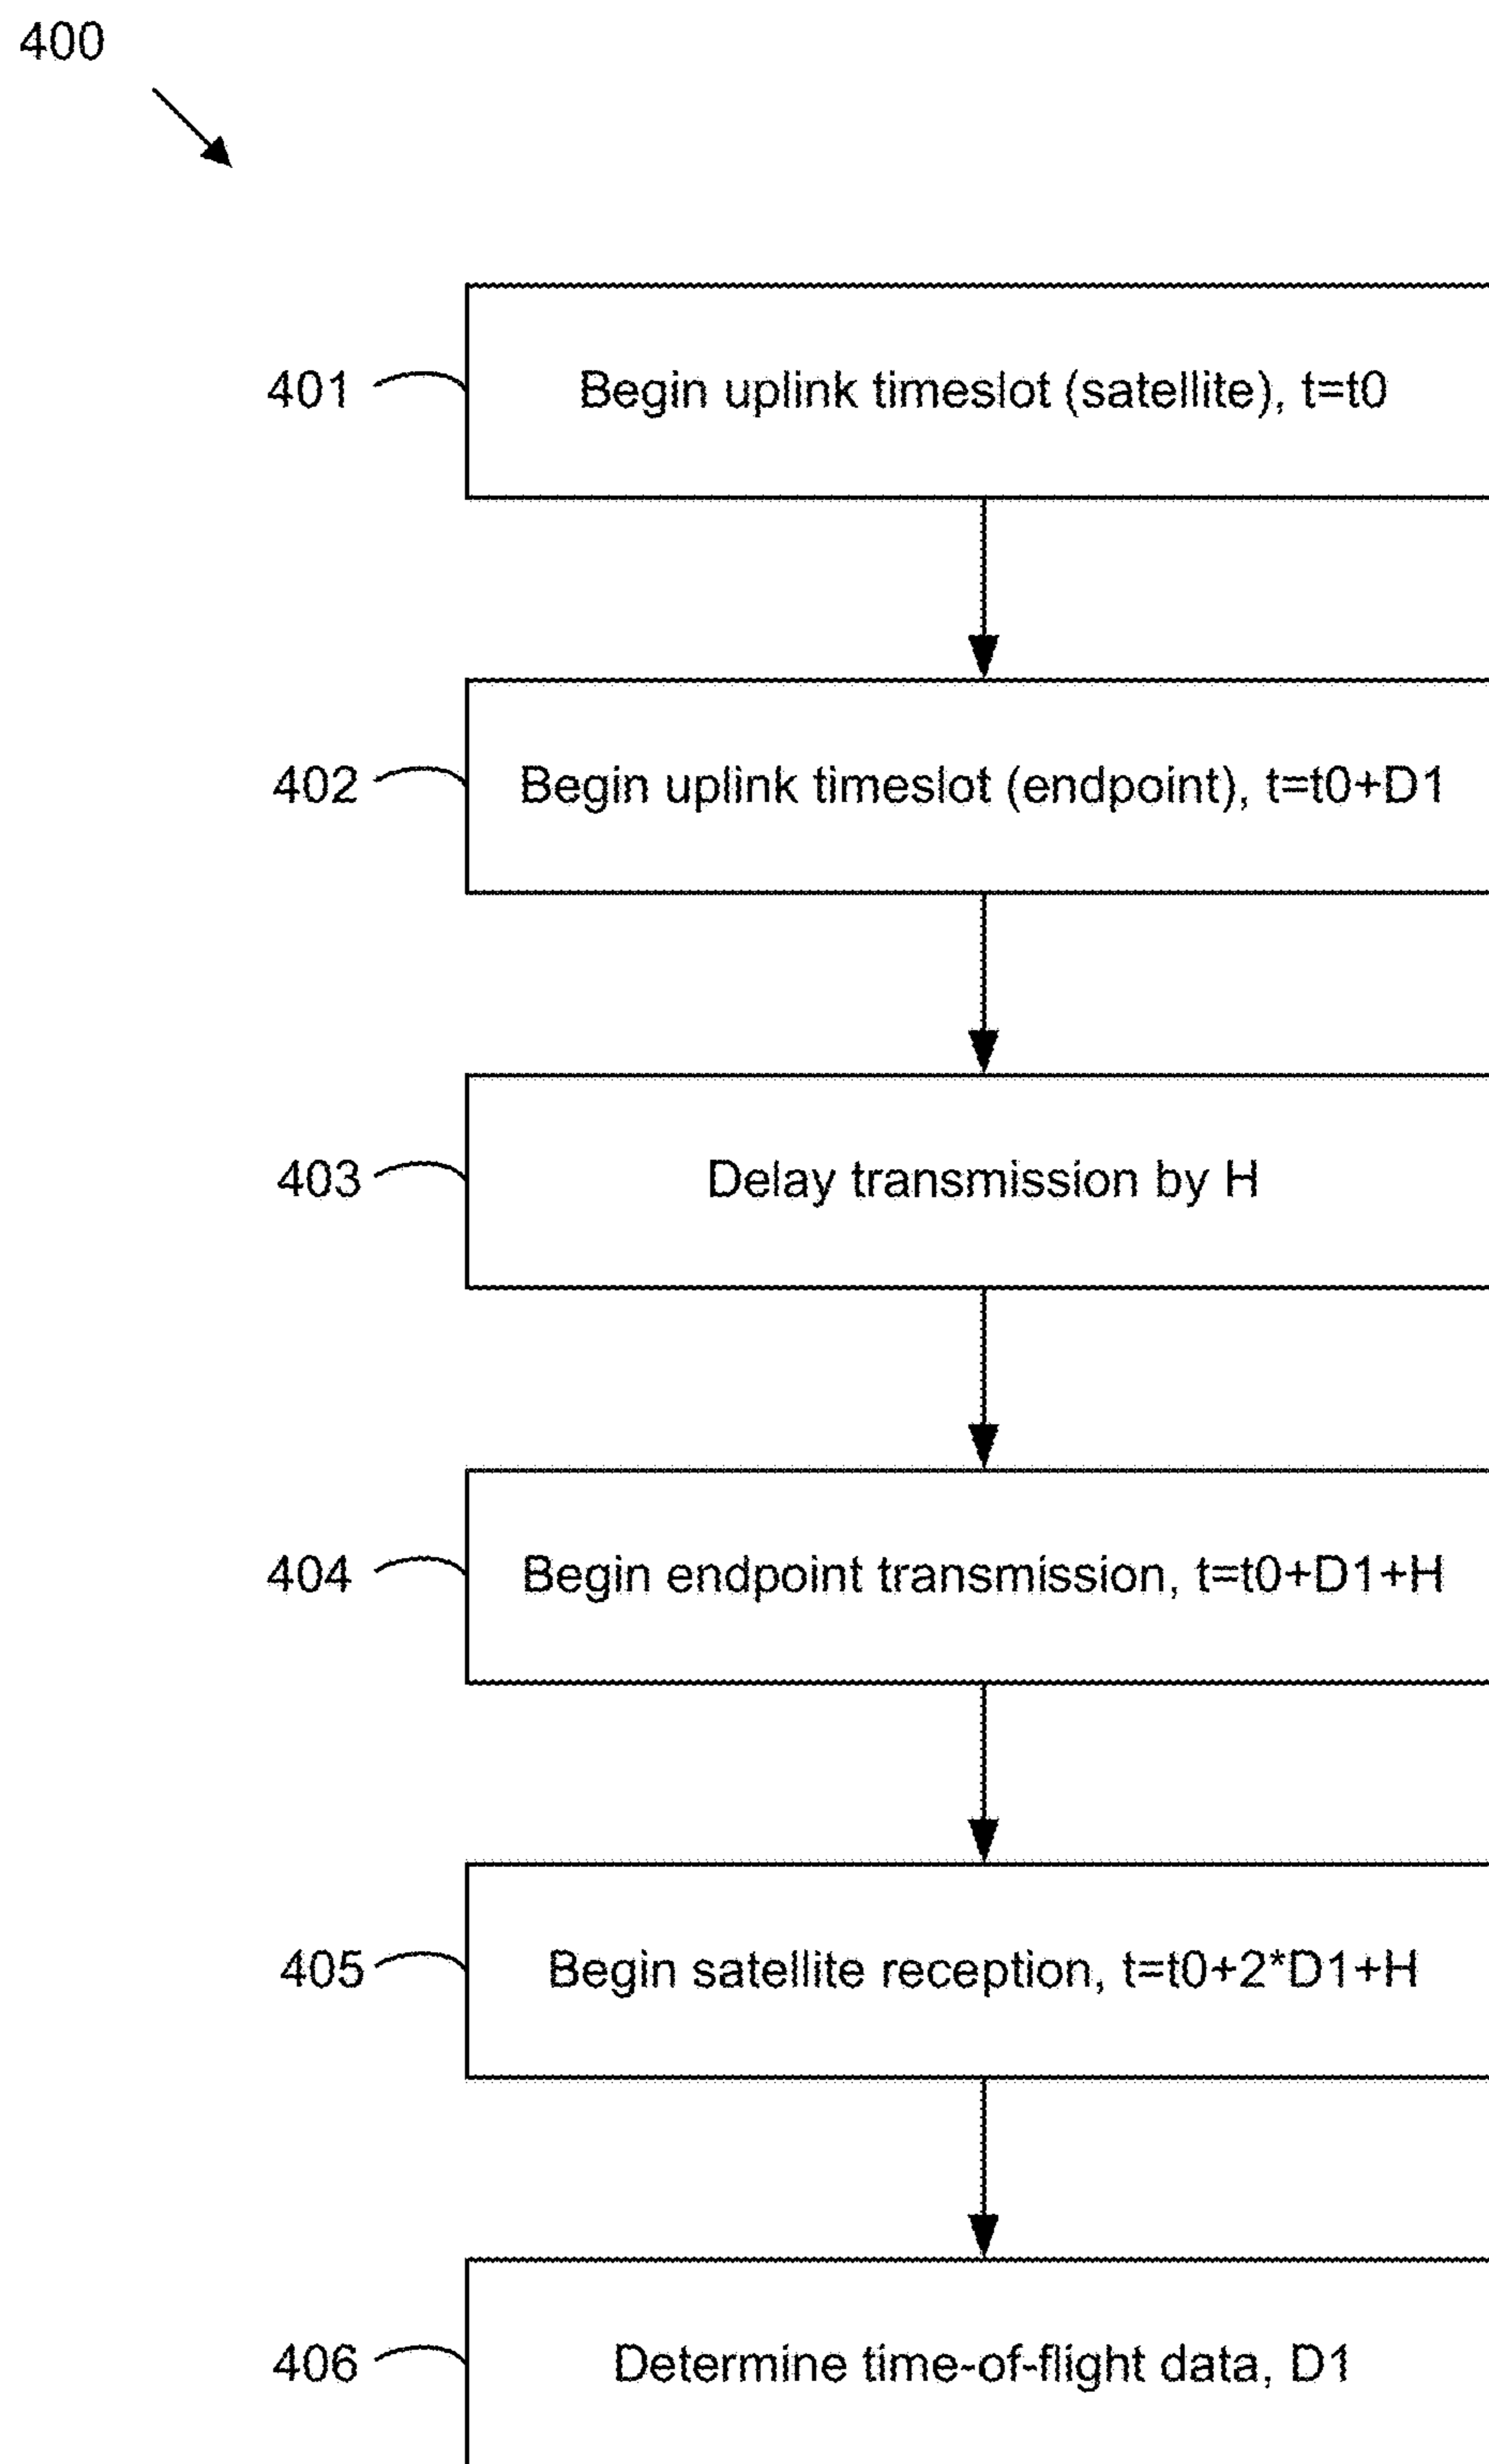 400
401 Begin uplink timeslot (satellite), t=t0
402 Begin uplink timeslot (endpoint), t=t0+D1
403 Delay transmission by H
404 Begin endpoint transmission, t=t0+D1+H
405 Begin satellite reception, t=t0+2*D1+H
406 Determine time-of-flight data, D1